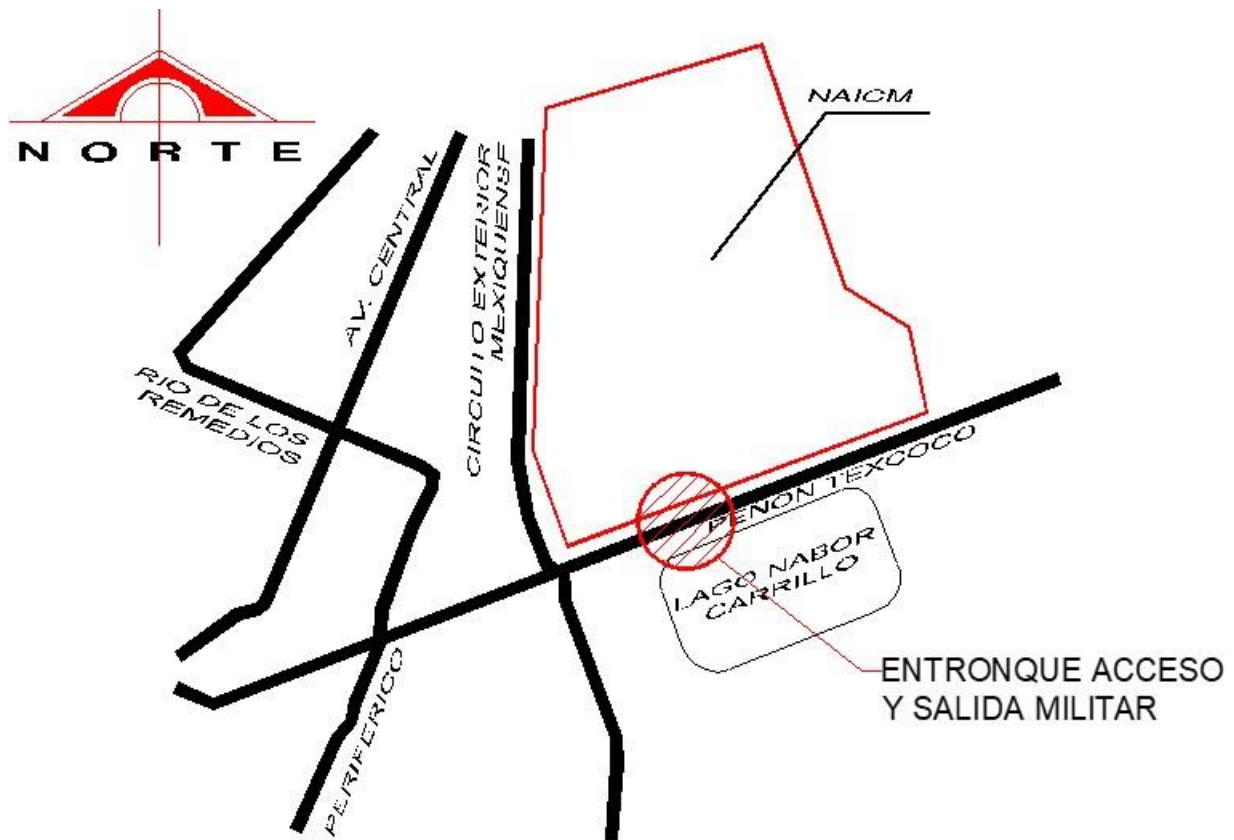 NORTE
NAICM
AV. CENTRAL
CIRCUITO EXTERIOR
MEXIQUENSE
RIO DE LOS
REMEDIOS
PEÑON TEXCOCO
LAGO NABOR
CARRILLO
ENTRONQUE ACCESO
Y SALIDA MILITAR
PERIFERICO